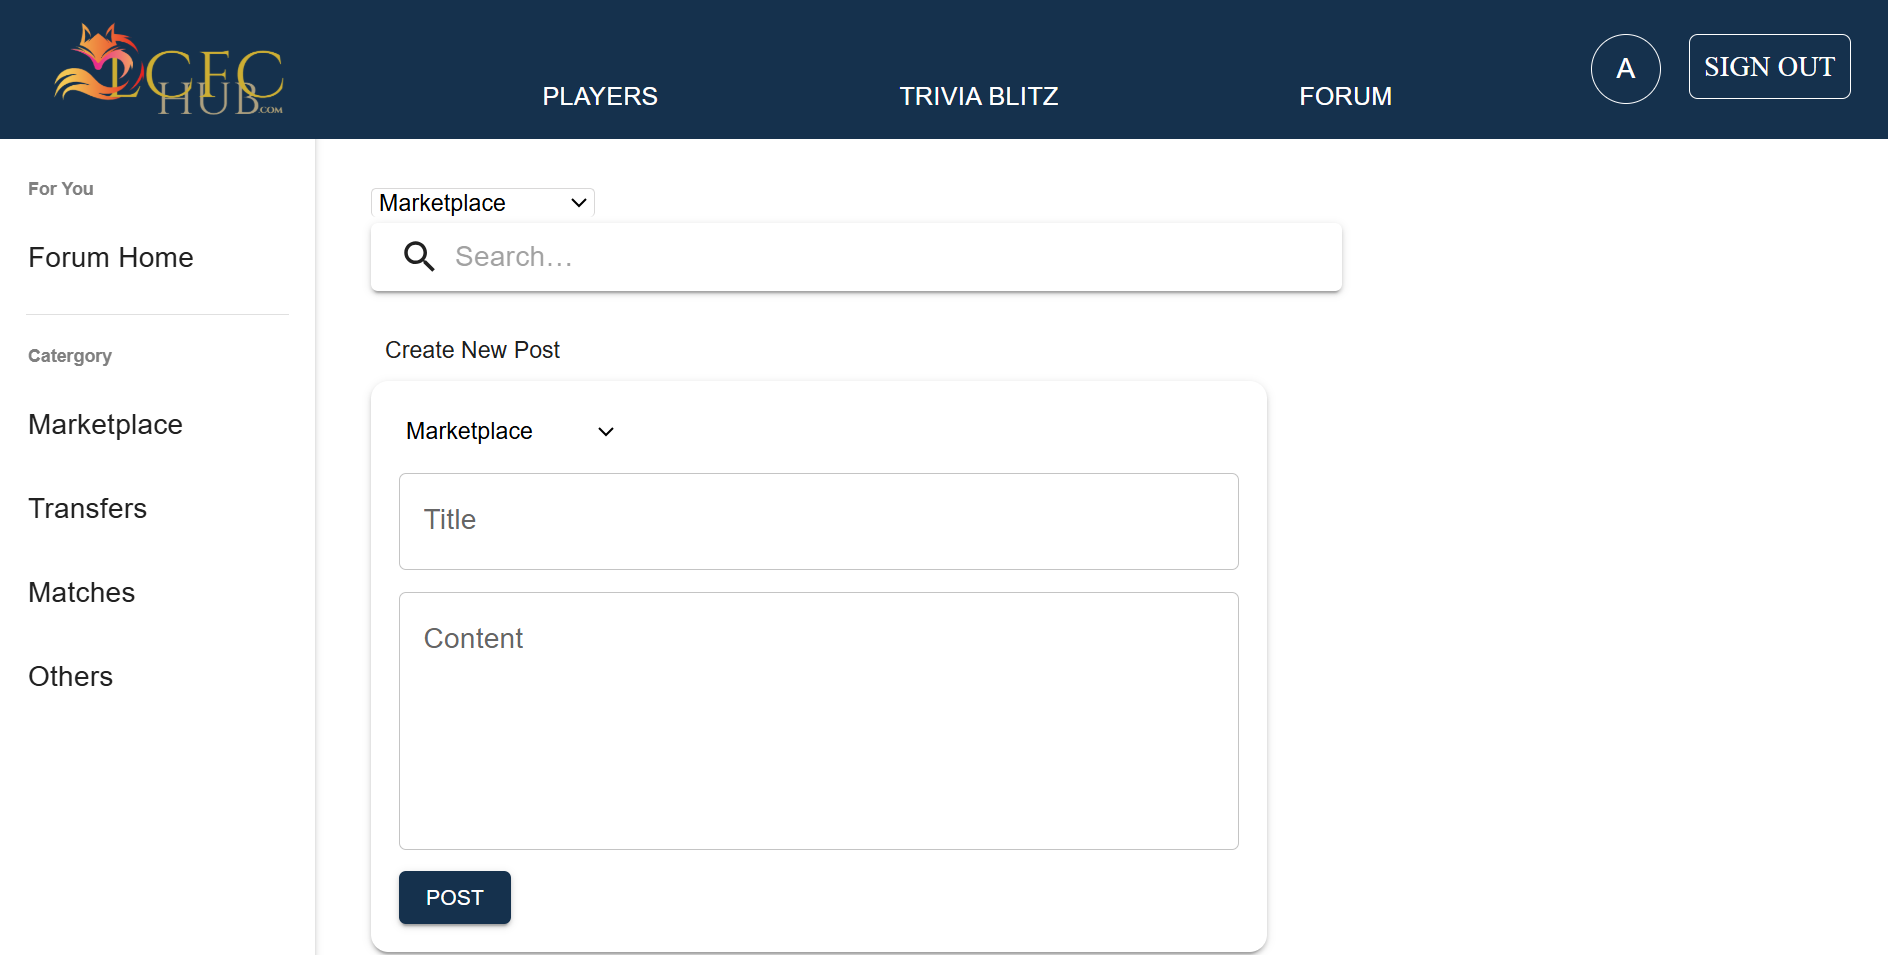 LCFC
HUB.COM
PLAYERS
TRIVIA BLITZ
FORUM
A
SIGN OUT
For You
Forum Home
Catergory
Marketplace
Transfers
Matches
Others
Marketplace
Search...
Create New Post
Marketplace
Title
Content
POST